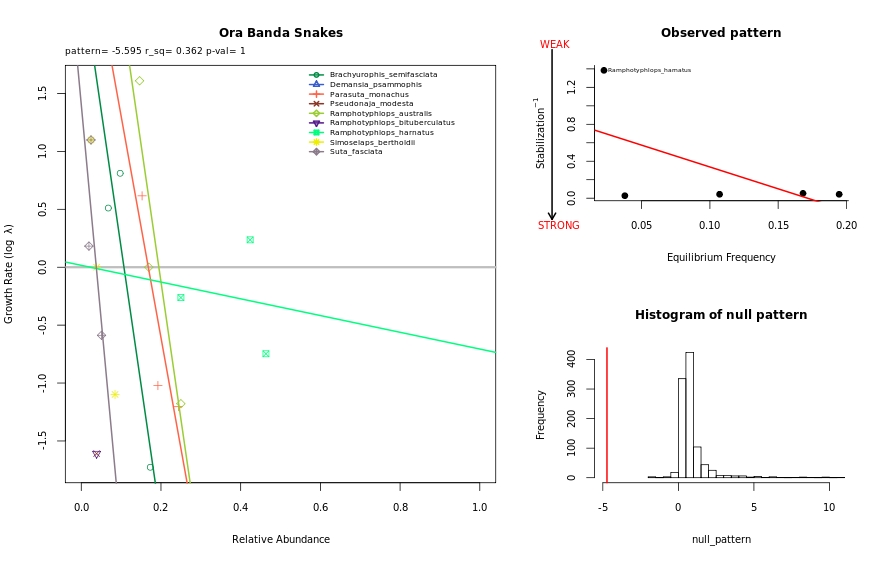 Ora Banda Snakes
pattern= -5.595 r_sq= 0.362 p-val= 1
Brachyurophis_semifasciata
Demansia_psammophis
Parasuta_monachus
Pseudonaja_modesta
Ramphotyphlops_australis
Ramphotyphlops_bituberculatus
Ramphotyphlops_harnatus
Simoselaps_bertholdi
Suta_fasciata
Growth Rate (log λ)
1.5
1.0
0.5
0.0
-0.5
-1.0
-1.5
0.0 0.2 0.4 0.6 0.8 1.0
Relative Abundance
Observed pattern
WEAK
STRONG
Stabilization-1
1.2
0.8
0.4
0.0
Ramphotyphlops_hamatus
0.05 0.10 0.15 0.20
Equilibrium Frequency
Histogram of null pattern
Frequency
400
300
200
100
0
-5 0 5 10
null_pattern